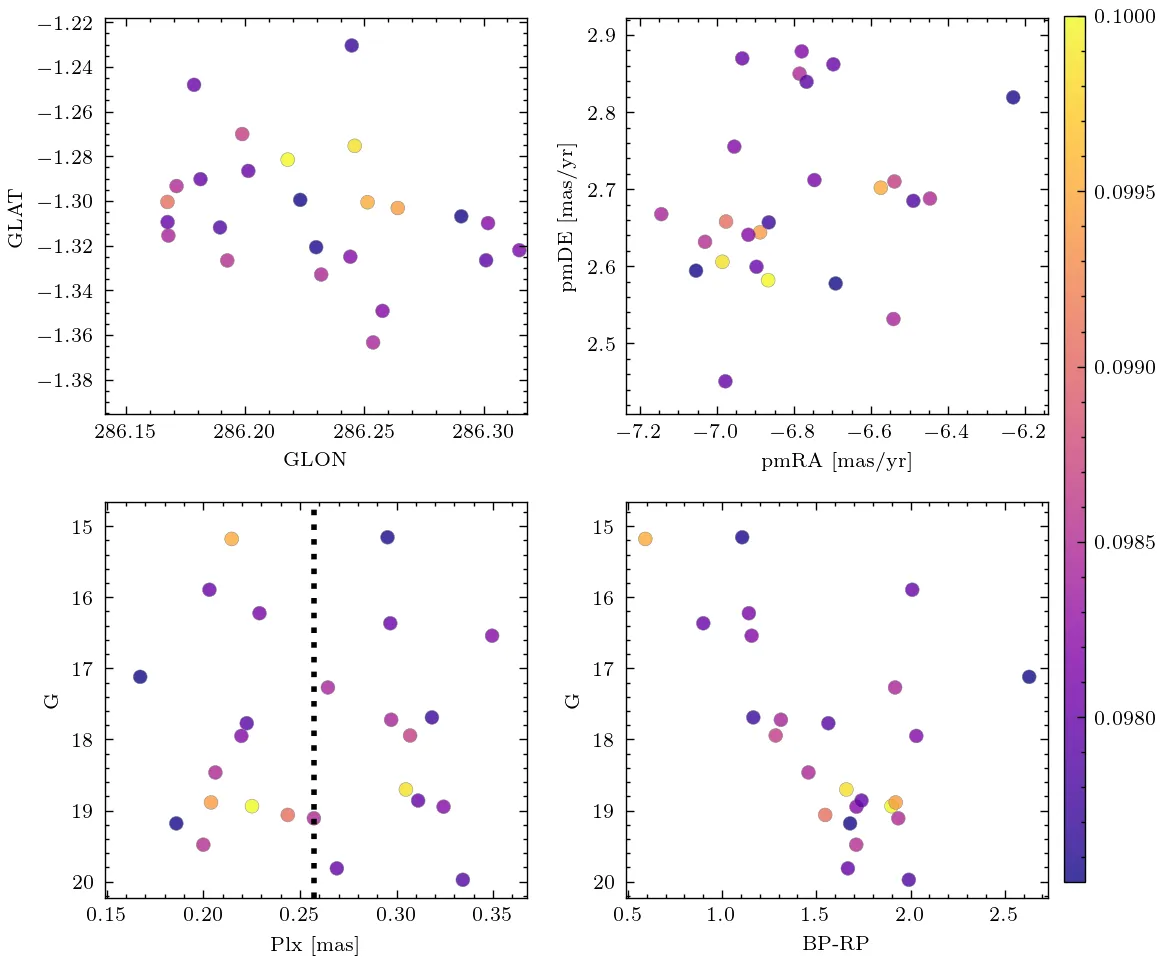 −1.22
−1.24
−1.26
−1.28
−1.30
−1.32
−1.34
−1.36
−1.38
GLAT
286.15 286.20 286.25 286.30
GLON
2.9
2.8
2.7
2.6
2.5
pmDE [mas/yr]
−7.2 −7.0 −6.8 −6.6 −6.4 −6.2
pmRA [mas/yr]
15
16
17
18
19
20
G
0.15 0.20 0.25 0.30 0.35
Plx [mas]
15
16
17
18
19
20
G
0.5 1.0 1.5 2.0 2.5
BP-RP
0.1000
0.0995
0.0990
0.0985
0.0980